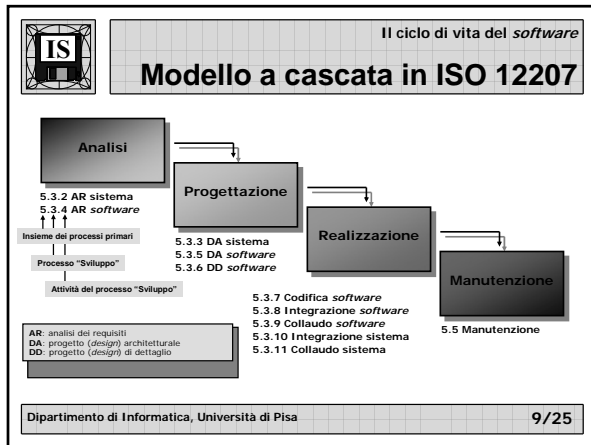 IS
Il ciclo di vita del software
Modello a cascata in ISO 12207
Analisi
5.3.2 AR sistema
5.3.4 AR software
Insieme dei processi primari
Processo “Sviluppo”
Attività del processo “Sviluppo”
Progettazione
5.3.3 DA sistema
5.3.5 DA software
5.3.6 DD software
Realizzazione
5.3.7 Codifica software
5.3.8 Integrazione software
5.3.9 Collaudo software
5.3.10 Integrazione sistema
5.3.11 Collaudo sistema
Manutenzione
5.5 Manutenzione
AR: analisi dei requisiti
DA: progetto (design) architetturale
DD: progetto (design) di dettaglio
Dipartimento di Informatica, Università di Pisa
9/25